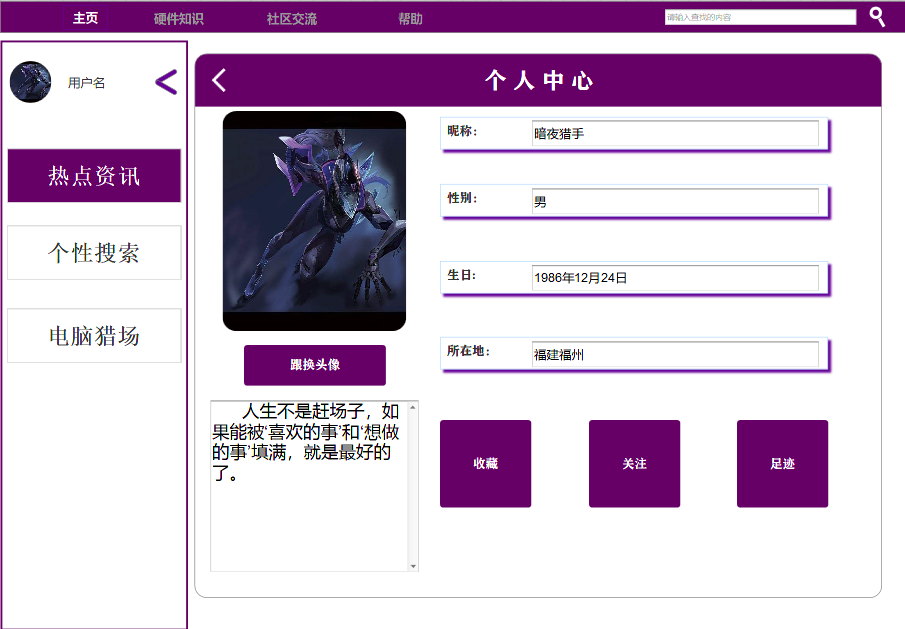 主页 硬件知识 社区交流 帮助 请输入查找的内容
用户名
热点资讯
个性搜索
电脑猎场
个人中心
昵称： 暗夜猎手
性别： 男
生日： 1986年12月24日
所在地： 福建福州
跟换头像
人生不是赶场子，如
果能被‘喜欢的事’和‘想做
的事’填满，就是最好的
了。
收藏 关注 足迹